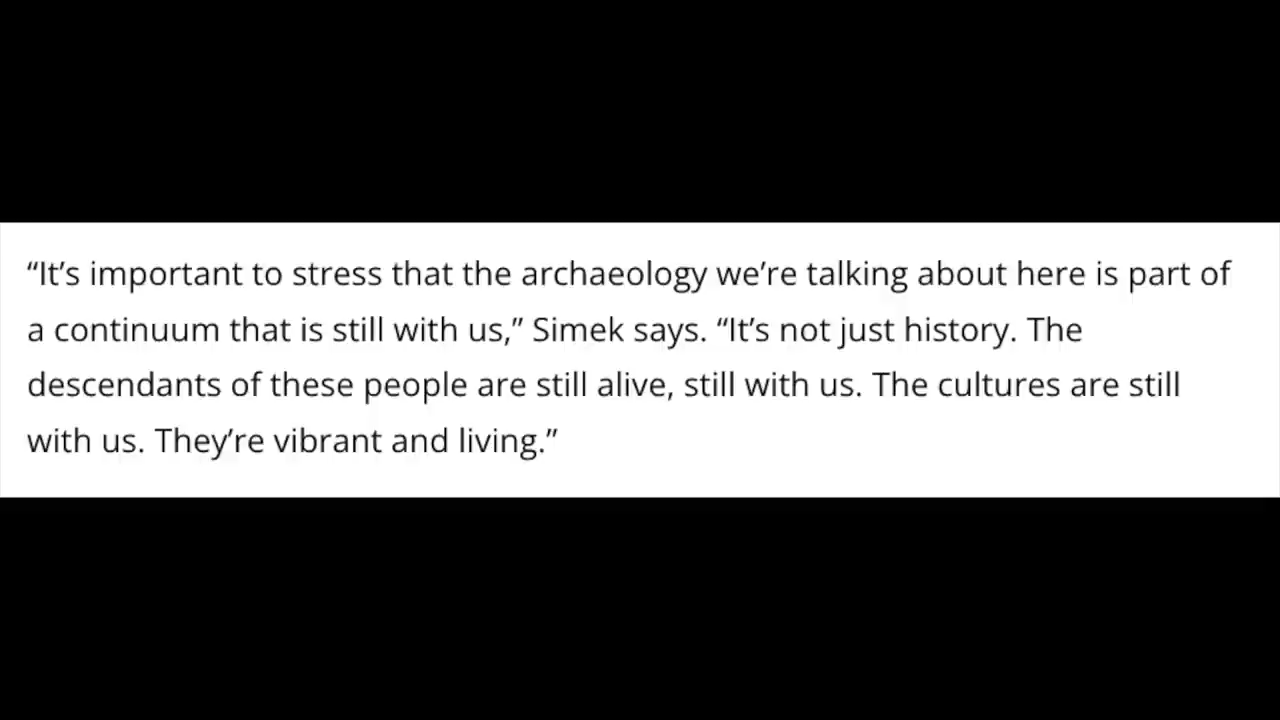 “It’s important to stress that the archaeology we’re talking about here is part of
a continuum that is still with us,” Simek says. “It’s not just history. The
descendants of these people are still alive, still with us. The cultures are still
with us. They’re vibrant and living.”